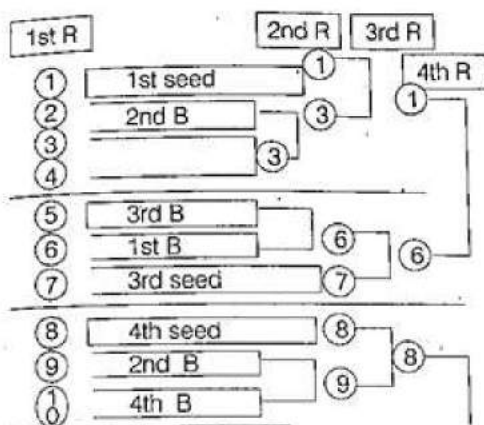 1st R 2nd R 3rd R
4th R
1 1st seed 1
1
2 2nd B 3
3 3
4
5 3rd B
6 1st B 6 6
7 3rd seed 7
8 4th seed 8
8
9 2nd B 9
10 4th B